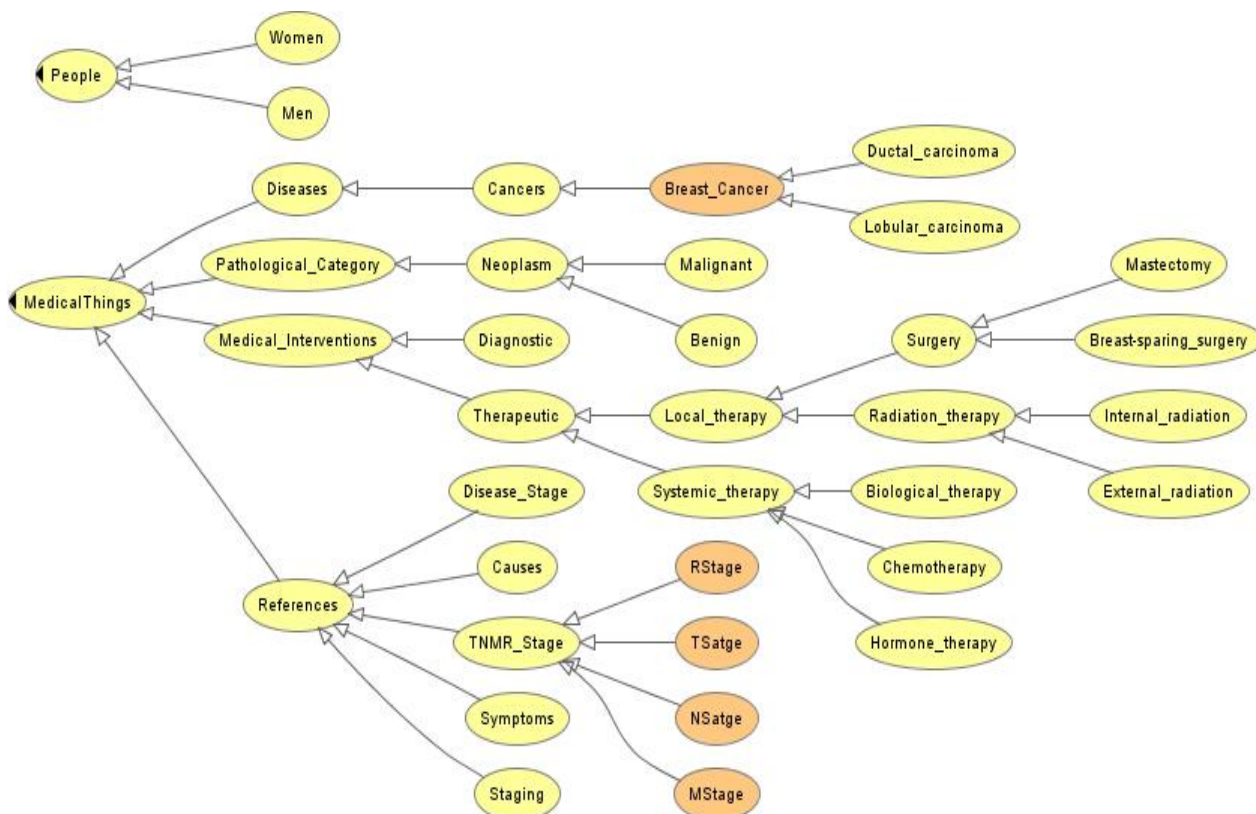 Women
People
Men
Ductal_carcinoma
Diseases
Cancers
Breast_Cancer
Lobular_carcinoma
Pathological_Category
Neoplasm
Malignant
Mastectomy
MedicalThings
Medical_Interventions
Diagnostic
Benign
Surgery
Breast-sparing_surgery
Therapeutic
Local_therapy
Radiation_therapy
Internal_radiation
Disease_Stage
Systemic_therapy
Biological_therapy
External_radiation
Causes
RStage
Chemotherapy
References
TNMR_Stage
TSatge
Hormone_therapy
Symptoms
NSatge
Staging
MStage